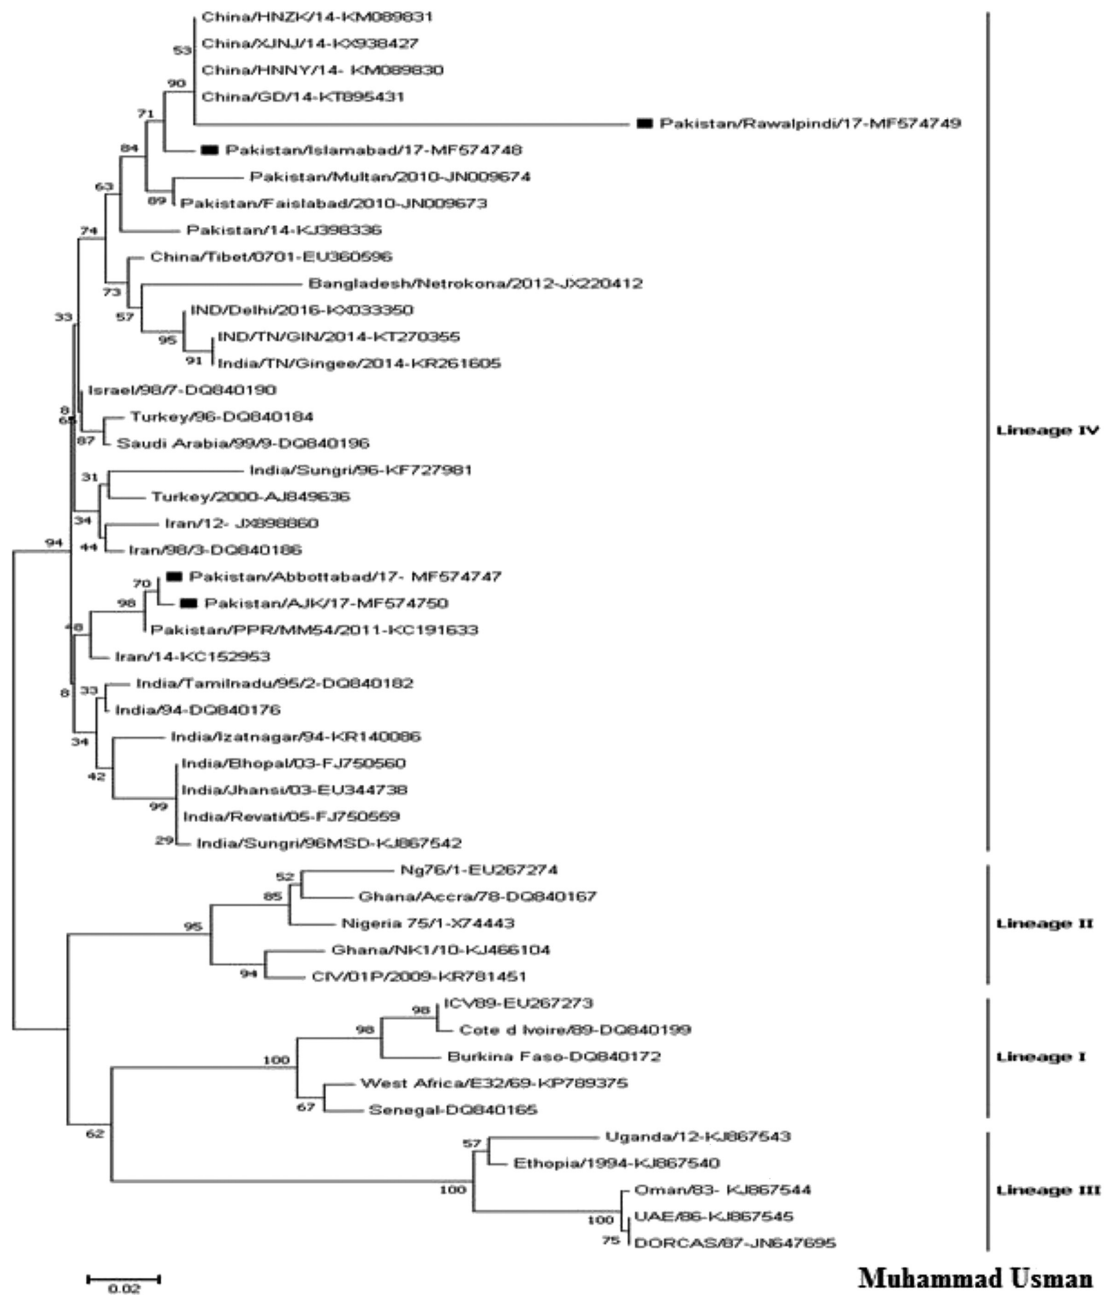 China/HNZK/14-KM089831
53
China/XJNJ/14-KX938427
China/HNNY/14- KM089830
90
China/GD/14-KT895431
71
Pakistan/Rawalpindi/17-MF574749
84
Pakistan/Islamabad/17-MF574748
Pakistan/Multan/2010-JN009674
63
89
Pakistan/Faislabad/2010-JN009673
74
Pakistan/14-KJ398336
China/Tibet/0701-EU360596
73
Bangladesh/Netrokona/2012-JX220412
33
57
IND/Delhi/2016-KX033350
95
IND/TN/GIN/2014-KT270355
91
India/TN/Gingee/2014-KR261605
Israel/98/7-DQ840190
8
Turkey/96-DQ840184
87
Saudi Arabia/99/9-DQ840196
Lineage IV
31
India/Sungri/96-KF727981
Turkey/2000-AJ849636
34
Iran/12- JX898860
94
44
Iran/98/3-DQ840186
70
Pakistan/Abbottabad/17- MF574747
98
Pakistan/AJK/17-MF574750
48
Pakistan/PPR/MM54/2011-KC191633
Iran/14-KC152953
8
33
India/Tamilnadu/95/2-DQ840182
India/94-DQ840176
34
India/Izatnagar/94-KR140086
42
India/Bhopal/03-FJ750560
India/Jhansi/03-EU344738
99
India/Revati/05-FJ750559
29
India/Sungri/96MSD-KJ867542
52
Ng76/1-EU267274
85
Ghana/Accra/78-DQ840167
95
Nigeria 75/1-X74443
Lineage II
Ghana/NK1/10-KJ466104
94
CIV/01P/2009-KR781451
98
ICV89-EU267273
98
Cote d Ivoire/89-DQ840199
100
Burkina Faso-DQ840172
Lineage I
West Africa/E32/69-KP789375
67
Senegal-DQ840165
62
57
Uganda/12-KJ867543
Ethopia/1994-KJ867540
100
Oman/83- KJ867544
Lineage III
100
UAE/86-KJ867545
75
DORCAS/87-JN647695
0.02
Muhammad Usman